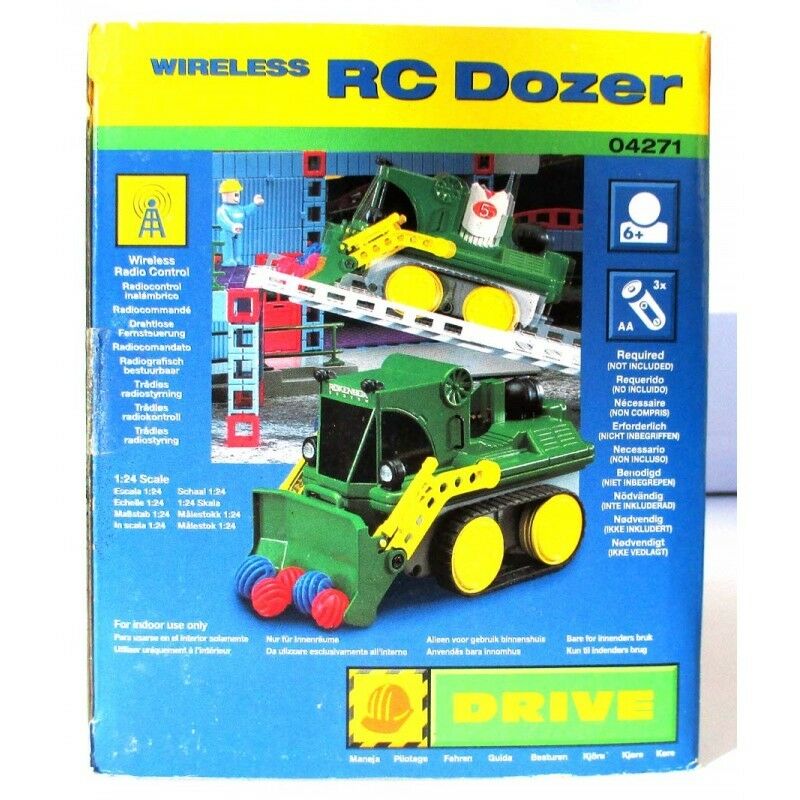 WIRELESS RC Dozer
04271
Wireless
Radio Control
Radiocontrol
inalámbrico
Radiocommandé
Drahtlose
Fernsteuerung
Radiocomandato
Radiografisch
bestuurbaar
Trådlös
radiostyrning
Trådløs
radiokontroll
Trådløs
radiostyring
1:24 Scale
Escala 1:24 Schaal 1:24
Echelle 1:24 1:24 Skala
Maßstab 1:24 Målestokk 1:24
In scala 1:24 Målestok 1:24
6+
3x
AA
Required
(NOT INCLUDED)
Requerido
(NO INCLUIDO)
Nécessaire
(NON COMPRIS)
Erforderlich
(NICHT INBEGRIFFEN)
Necessario
(NON INCLUSO)
Benodigd
(NIET INBEGREPEN)
Nödvändig
(INTE INKLUDERAD)
Nødvendig
(IKKE INKLUDERT)
Nødvendigt
(IKKE VEDLAGT)
5
ROKENBOK
For indoor use only
Para usarse en el interior solamente Nur für Innenräume Alleen voor gebruik binnenshuis Bare for innendørs bruk
Utiliser uniquement à l'intérieur Da utilizzare esclusivamente all'interno Användes bara inomhus Kun til indendørs brug
DRIVE
Maneja Pilotage Fahren Guida Besturen Kjöra Kjøre Køre